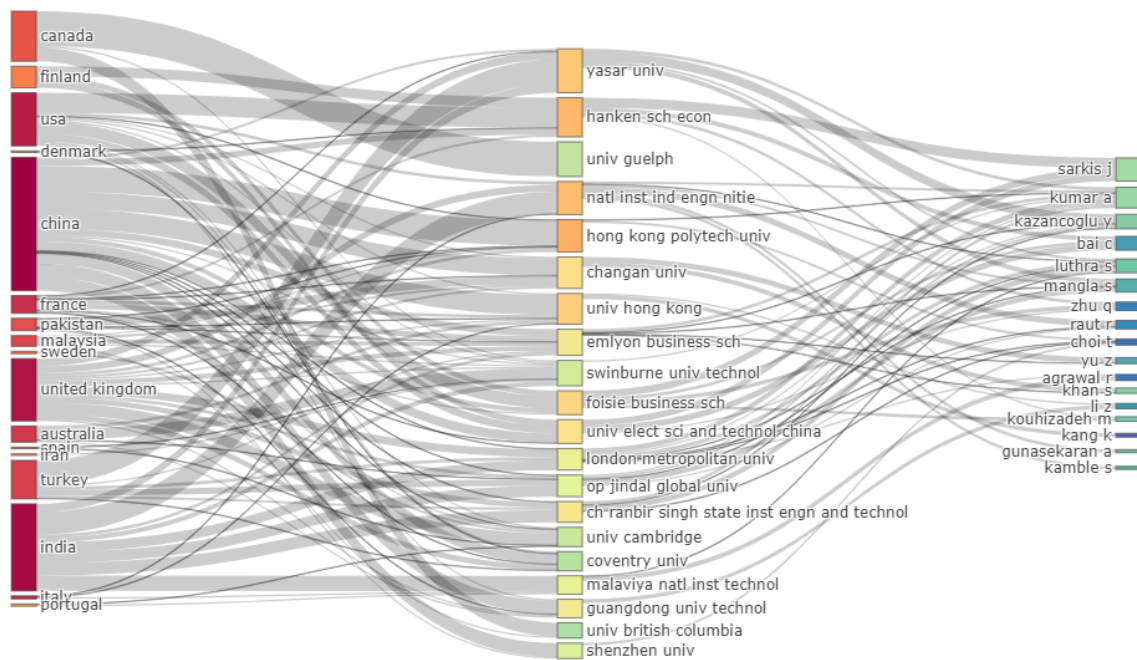 canada
finland
usa
denmark
china
france
pakistan
malaysia
sweden
united kingdom
australia
spain
iran
turkey
india
italy
portugal
yasar univ
hanken sch econ
univ guelph
natl inst ind engn nitie
hong kong polytech univ
changan univ
univ hong kong
emlyon business sch
swinburne univ technol
foisie business sch
univ elect sci and technol china
london metropolitan univ
op jindal global univ
ch ranbir singh state inst engn and technol
univ cambridge
coventry univ
malaviya natl inst technol
guangdong univ technol
univ british columbia
shenzhen univ
sarkis j
kumar a
kazancoglu y
bai c
luthra s
mangla s
zhu q
raut r
choi t
yu z
agrawal r
khan s
li z
kouhizadeh m
kang k
gunasekaran a
kamble s